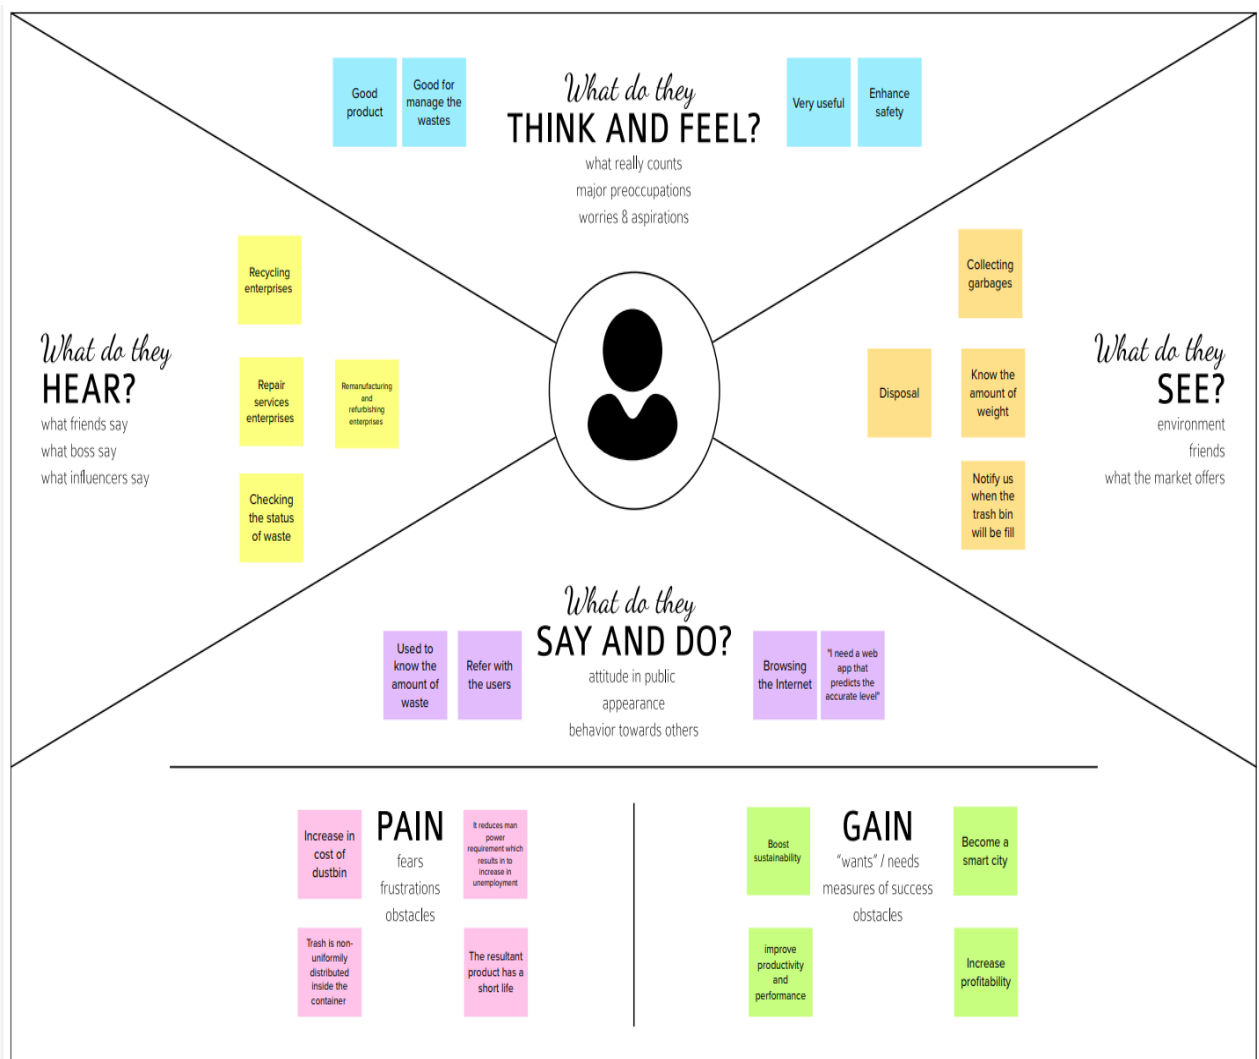 Good
product
Good for
manage the
wastes
What do they
THINK AND FEEL?
what really counts
major preoccupations
worries & aspirations
Very useful
Enhance
safety
What do they
HEAR?
what friends say
what boss say
what influencers say
Recycling
enterprises
Repair
services
enterprises
Remanufacturing
and
refurbishing
enterprises
Checking
the status
of waste
Collecting
garbages
Disposal
Know the
amount of
weight
Notify us
when the
trash bin
will be fill
What do they
SEE?
environment
friends
what the market offers
Used to
know the
amount of
waste
Refer with
the users
What do they
SAY AND DO?
attitude in public
appearance
behavior towards others
Browsing
the Internet
"I need a web
app that
predicts the
accurate level"
Increase in
cost of
dustbin
PAIN
fears
frustrations
obstacles
It reduces man
power
requirement which
results in to
increase in
unemployment
Trash is non-
uniformly
distributed
inside the
container
The resultant
product has a
short life
Boost
sustainability
GAIN
"wants" / needs
measures of success
obstacles
Become a
smart city
improve
productivity
and
performance
Increase
profitability